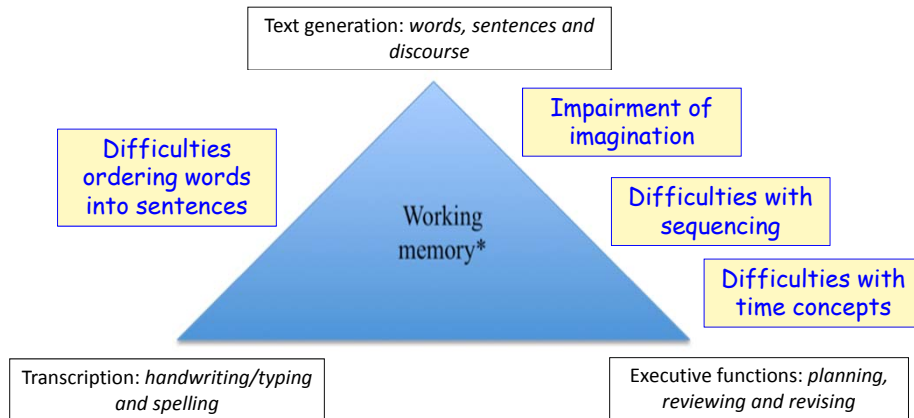 Text generation: words, sentences and
discourse
Impairment of
imagination
Difficulties
ordering words
into sentences
Difficulties with
sequencing
Working
memory*
Difficulties with
time concepts
Transcription: handwriting/typing
and spelling
Executive functions: planning,
reviewing and revising